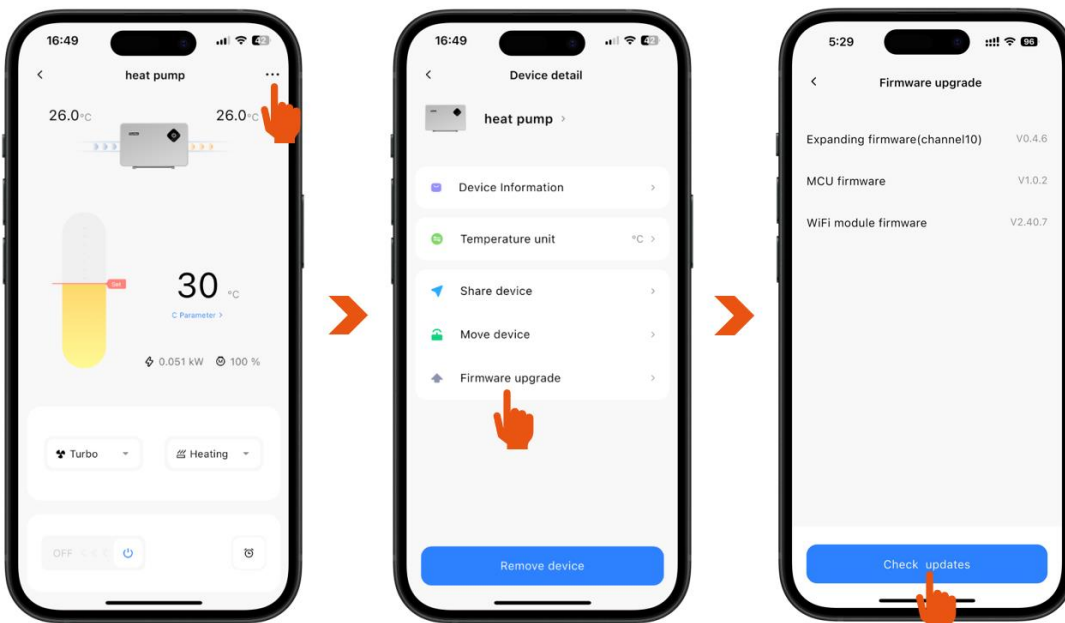 16:49
42
heat pump
26.0°C
26.0°C
Set
30 °C
C Parameter >
0.051 kW
100 %
Turbo
Heating
OFF
16:49
42
Device detail
heat pump
Device Information
Temperature unit
°C
Share device
Move device
Firmware upgrade
Remove device
5:29
96
Firmware upgrade
Expanding firmware(channel10) V0.4.6
MCU firmware V1.0.2
WiFi module firmware V2.40.7
Check updates